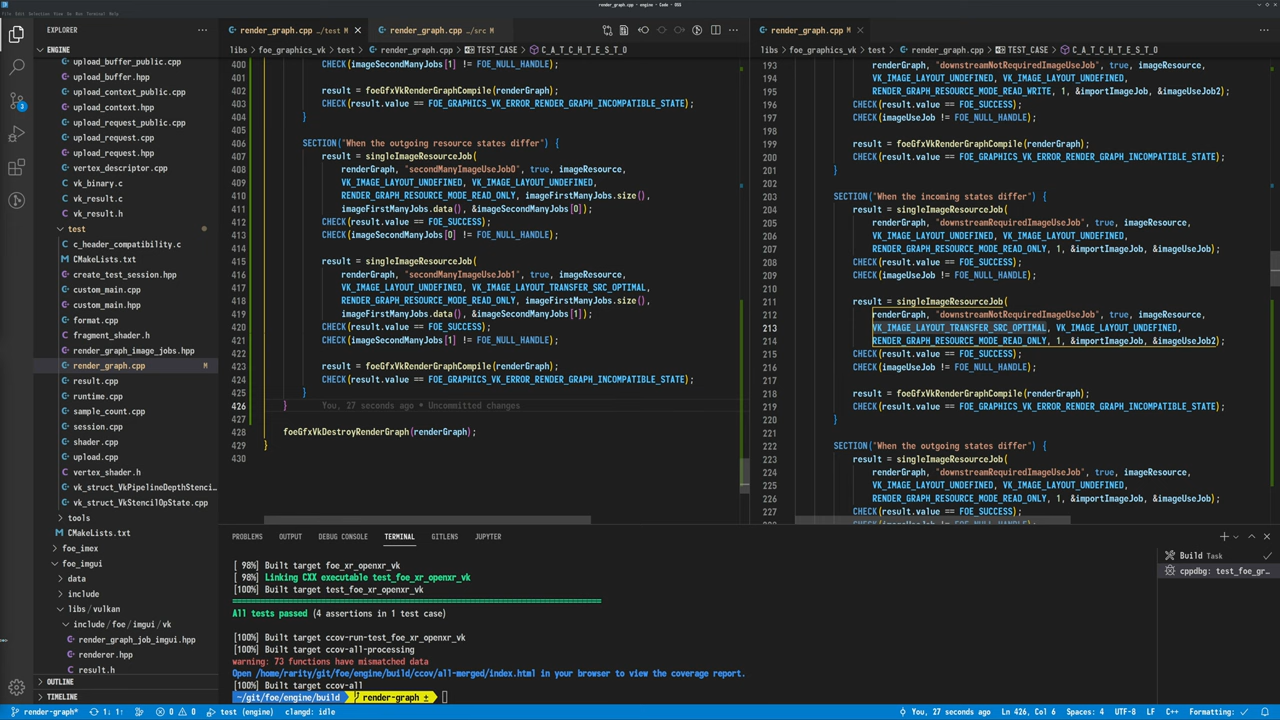 render_graph.cpp - engine - Code - OSS
File Edit Selection View Go Run Terminal Help
EXPLORER
ENGINE
upload_buffer_public.cpp
upload_buffer.hpp
upload_context_public.cpp
upload_context.hpp
upload_request_public.cpp
upload_request.cpp
upload_request.hpp
vertex_descriptor.cpp
vk_binary.c
vk_result.c
vk_result.h
test
c_header_compatibility.c
CMakeLists.txt
create_test_session.hpp
custom_main.cpp
custom_main.hpp
format.cpp
fragment_shader.h
render_graph_image_jobs.hpp
render_graph.cpp M
result.cpp
runtime.cpp
sample_count.cpp
session.cpp
shader.cpp
upload.cpp
vertex_shader.h
vk_struct_VkPipelineDepthStenci...
vk_struct_VkStencilOpState.cpp
tools
CMakeLists.txt
foe_imex
foe_imgui
data
include
libs / vulkan
include / foe / imgui / vk
render_graph_job_imgui.hpp
renderer.hpp
result.h
OUTLINE
TIMELINE
render_graph.cpp .../test M
render_graph.cpp .../src M
libs > foe_graphics_vk > test > render_graph.cpp > TEST_CASE > C_A_T_C_H_T_E_S_T_0
400 CHECK(imageSecondManyJobs[1] != FOE_NULL_HANDLE);
401
402 result = foeGfxVkRenderGraphCompile(renderGraph);
403 CHECK(result.value == FOE_GRAPHICS_VK_ERROR_RENDER_GRAPH_INCOMPATIBLE_STATE);
404 }
405
406 SECTION("When the outgoing resource states differ") {
407 result = singleImageResourceJob(
408 renderGraph, "secondManyImageUseJob0", true, imageResource,
409 VK_IMAGE_LAYOUT_UNDEFINED, VK_IMAGE_LAYOUT_UNDEFINED,
410 RENDER_GRAPH_RESOURCE_MODE_READ_ONLY, imageFirstManyJobs.size(),
411 imageFirstManyJobs.data(), &imageSecondManyJobs[0]);
412 CHECK(result.value == FOE_SUCCESS);
413 CHECK(imageSecondManyJobs[0] != FOE_NULL_HANDLE);
414
415 result = singleImageResourceJob(
416 renderGraph, "secondManyImageUseJob1", true, imageResource,
417 VK_IMAGE_LAYOUT_UNDEFINED, VK_IMAGE_LAYOUT_TRANSFER_SRC_OPTIMAL,
418 RENDER_GRAPH_RESOURCE_MODE_READ_ONLY, imageFirstManyJobs.size(),
419 imageFirstManyJobs.data(), &imageSecondManyJobs[1]);
420 CHECK(result.value == FOE_SUCCESS);
421 CHECK(imageSecondManyJobs[1] != FOE_NULL_HANDLE);
422
423 result = foeGfxVkRenderGraphCompile(renderGraph);
424 CHECK(result.value == FOE_GRAPHICS_VK_ERROR_RENDER_GRAPH_INCOMPATIBLE_STATE);
425 }
426 } You, 27 seconds ago • Uncommitted changes
427
428 foeGfxVkDestroyRenderGraph(renderGraph);
429 }
430
render_graph.cpp M
libs > foe_graphics_vk > test > render_graph.cpp > TEST_CASE > C_A_T_C_H_T_E_S_T_0
193 renderGraph, "downstreamNotRequiredImageUseJob", true, imageResource,
194 VK_IMAGE_LAYOUT_UNDEFINED, VK_IMAGE_LAYOUT_UNDEFINED,
195 RENDER_GRAPH_RESOURCE_MODE_READ_WRITE, 1, &importImageJob, &imageUseJob2);
196 CHECK(result.value == FOE_SUCCESS);
197 CHECK(imageUseJob != FOE_NULL_HANDLE);
198
199 result = foeGfxVkRenderGraphCompile(renderGraph);
200 CHECK(result.value == FOE_GRAPHICS_VK_ERROR_RENDER_GRAPH_INCOMPATIBLE_STATE);
201 }
202
203 SECTION("When the incoming states differ") {
204 result = singleImageResourceJob(
205 renderGraph, "downstreamNotRequiredImageUseJob", true, imageResource,
206 VK_IMAGE_LAYOUT_UNDEFINED, VK_IMAGE_LAYOUT_UNDEFINED,
207 RENDER_GRAPH_RESOURCE_MODE_READ_ONLY, 1, &importImageJob, &imageUseJob);
208 CHECK(result.value == FOE_SUCCESS);
209 CHECK(imageUseJob != FOE_NULL_HANDLE);
210
211 result = singleImageResourceJob(
212 renderGraph, "downstreamNotRequiredImageUseJob", true, imageResource,
213 VK_IMAGE_LAYOUT_TRANSFER_SRC_OPTIMAL, VK_IMAGE_LAYOUT_UNDEFINED,
214 RENDER_GRAPH_RESOURCE_MODE_READ_ONLY, 1, &importImageJob, &imageUseJob2);
215 CHECK(result.value == FOE_SUCCESS);
216 CHECK(imageUseJob != FOE_NULL_HANDLE);
217
218 result = foeGfxVkRenderGraphCompile(renderGraph);
219 CHECK(result.value == FOE_GRAPHICS_VK_ERROR_RENDER_GRAPH_INCOMPATIBLE_STATE);
220 }
221
222 SECTION("When the outgoing states differ") {
223 result = singleImageResourceJob(
224 renderGraph, "downstreamRequiredImageUseJob", true, imageResource,
225 VK_IMAGE_LAYOUT_UNDEFINED, VK_IMAGE_LAYOUT_UNDEFINED,
226 RENDER_GRAPH_RESOURCE_MODE_READ_ONLY, 1, &importImageJob, &imageUseJob);
227 CHECK(result.value == FOE_SUCCESS);
228 CHECK(imageUseJob != FOE_NULL_HANDLE);
PROBLEMS OUTPUT DEBUG CONSOLE TERMINAL GITLENS JUPYTER
[ 98%] Built target foe_xr_openxr_vk
[ 98%] Linking CXX executable test_foe_xr_openxr_vk
[100%] Built target test_foe_xr_openxr_vk
All tests passed (4 assertions in 1 test case)
[100%] Built target ccov-run-test_foe_xr_openxr_vk
[100%] Built target ccov-all-processing
warning: 73 functions have mismatched data
Open /home/rarity/git/foe/engine/build/ccov/all-merged/index.html in your browser to view the coverage report.
[100%] Built target ccov-all
~/git/foe/engine/build render-graph ±
Build Task
cppdbg: test_foe_gr...
render-graph* 1↓ 1↑ 0 0 test (engine) clangd: idle
You, 27 seconds ago Ln 426, Col 6 Spaces: 4 UTF-8 LF C++ Formatting: ✓